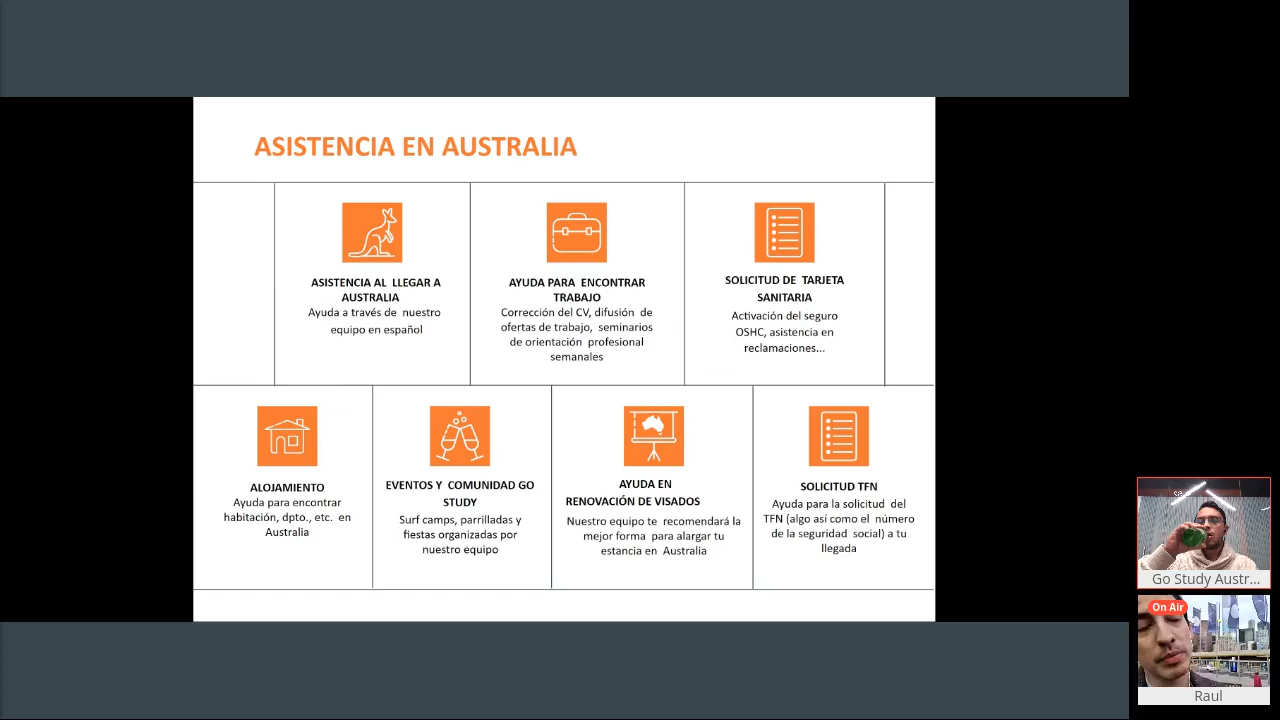 ASISTENCIA EN AUSTRALIA
ASISTENCIA AL LLEGAR A
AUSTRALIA
Ayuda a través de nuestro
equipo en español
AYUDA PARA ENCONTRAR
TRABAJO
Corrección del CV, difusión de
ofertas de trabajo, seminarios
de orientación profesional
semanales
SOLICITUD DE TARJETA
SANITARIA
Activación del seguro
OSHC, asistencia en
reclamaciones...
ALOJAMIENTO
Ayuda para encontrar
habitación, dpto., etc. en
Australia
EVENTOS Y COMUNIDAD GO
STUDY
Surf camps, parrilladas y
fiestas organizadas por
nuestro equipo
AYUDA EN
RENOVACIÓN DE VISADOS
Nuestro equipo te recomendará la
mejor forma para alargar tu
estancia en Australia
SOLICITUD TFN
Ayuda para la solicitud del
TFN (algo así como el número
de la seguridad social) a tu
llegada
Go Study Austr...
On Air
Raul